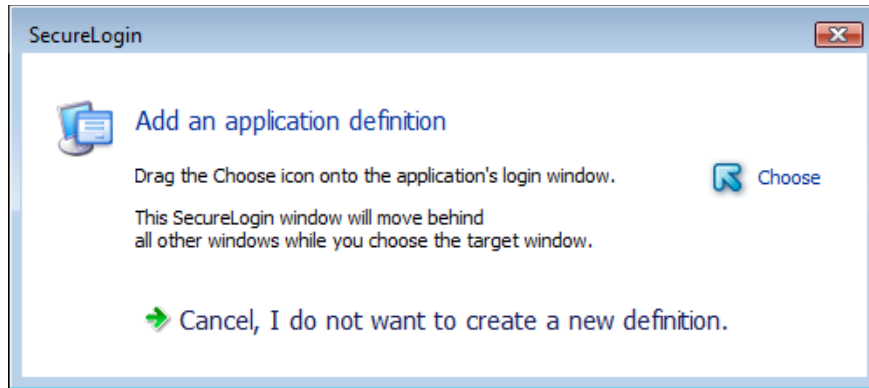 SecureLogin
Add an application definition
Drag the Choose icon onto the application's login window.
Choose
This SecureLogin window will move behind
all other windows while you choose the target window.
Cancel, I do not want to create a new definition.